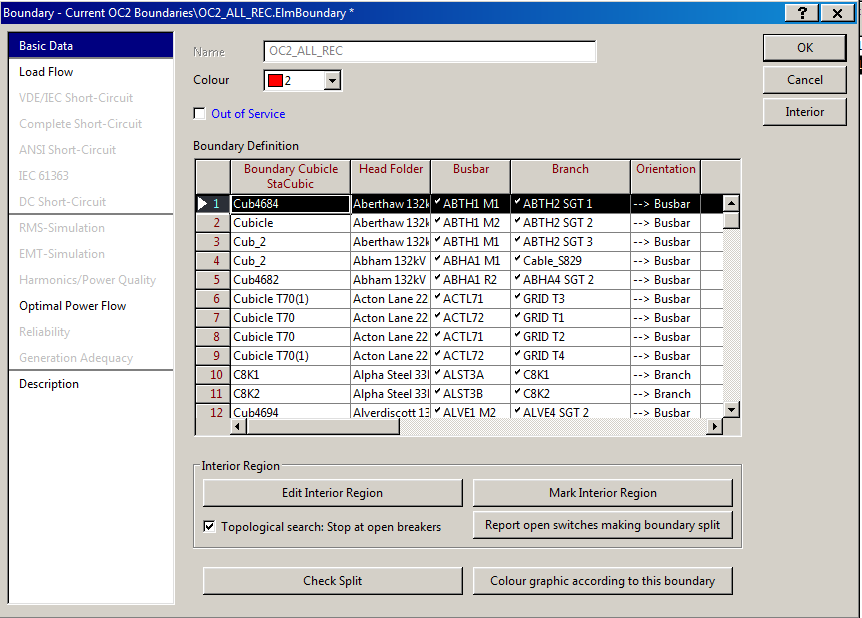 Boundary - Current OC2 Boundaries\OC2_ALL_REC.ElmBoundary *
? X
Basic Data
Load Flow
VDE/IEC Short-Circuit
Complete Short-Circuit
ANSI Short-Circuit
IEC 61363
DC Short-Circuit
RMS-Simulation
EMT-Simulation
Harmonics/Power Quality
Optimal Power Flow
Reliability
Generation Adequacy
Description
Name OC2_ALL_REC
Colour 2
Out of Service
OK
Cancel
Interior
Boundary Definition
Boundary Cubicle StaCubic Head Folder Busbar Branch Orientation
1 Cub4684 Aberthaw 132k ABTH1 M1 ABTH2 SGT 1 --> Busbar
2 Cubicle Aberthaw 132k ABTH1 M2 ABTH2 SGT 2 --> Busbar
3 Cub_2 Aberthaw 132k ABTH1 M1 ABTH2 SGT 3 --> Busbar
4 Cub_2 Abham 132kV ABHA1 M1 Cable_S829 --> Busbar
5 Cub4682 Abham 132kV ABHA1 R2 ABHA4 SGT 2 --> Busbar
6 Cubicle T70(1) Acton Lane 22 ACTL71 GRID T3 --> Busbar
7 Cubicle T70 Acton Lane 22 ACTL72 GRID T1 --> Busbar
8 Cubicle T70 Acton Lane 22 ACTL71 GRID T2 --> Busbar
9 Cubicle T70(1) Acton Lane 22 ACTL72 GRID T4 --> Busbar
10 C8K1 Alpha Steel 33l ALST3A C8K1 --> Branch
11 C8K2 Alpha Steel 33l ALST3B C8K2 --> Branch
12 Cub4694 Alverdiscott 13 ALVE1 M2 ALVE4 SGT 2 --> Busbar
Interior Region
Edit Interior Region
Mark Interior Region
Topological search: Stop at open breakers
Report open switches making boundary split
Check Split
Colour graphic according to this boundary